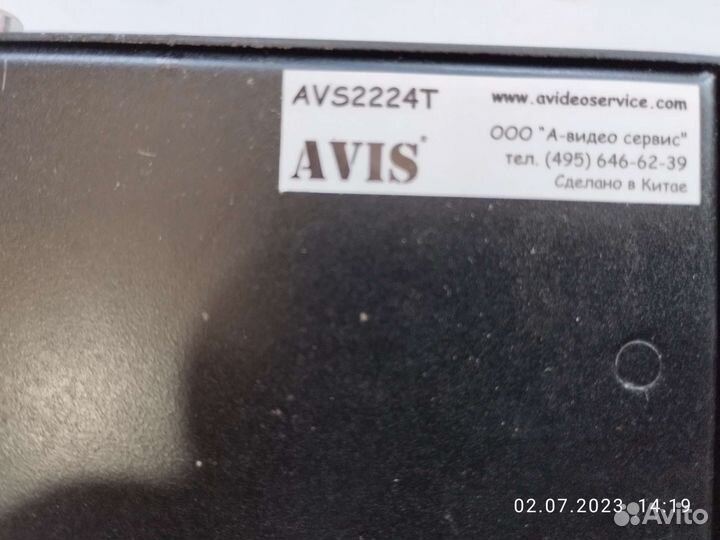 AVS2224T
AVIS
www.avideoservice.com
ООО "А-видео сервис"
тел. (495) 646-62-39
Сделано в Китае
02.07.2023 14:19
Avito